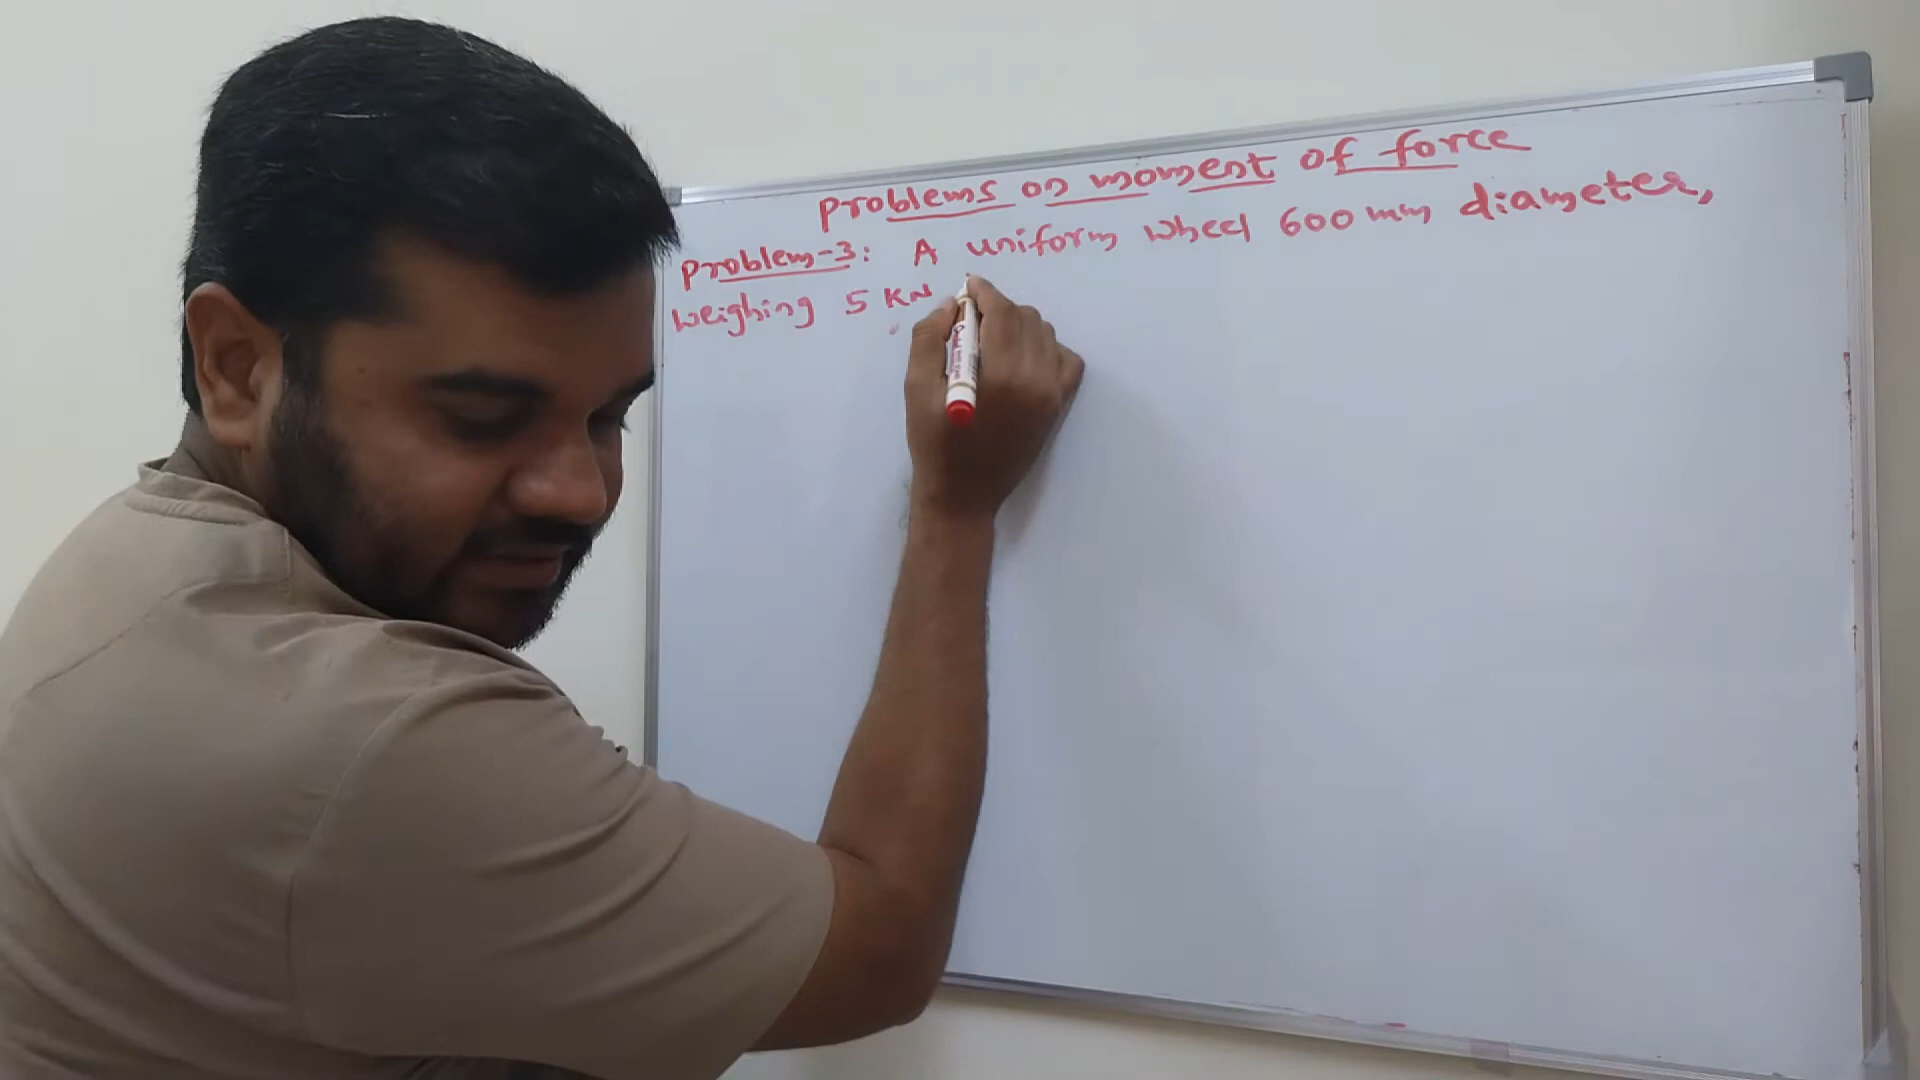 Problems on moment of force
Problem-3: A uniform wheel 600 mm diameter,
weighing 5 KN